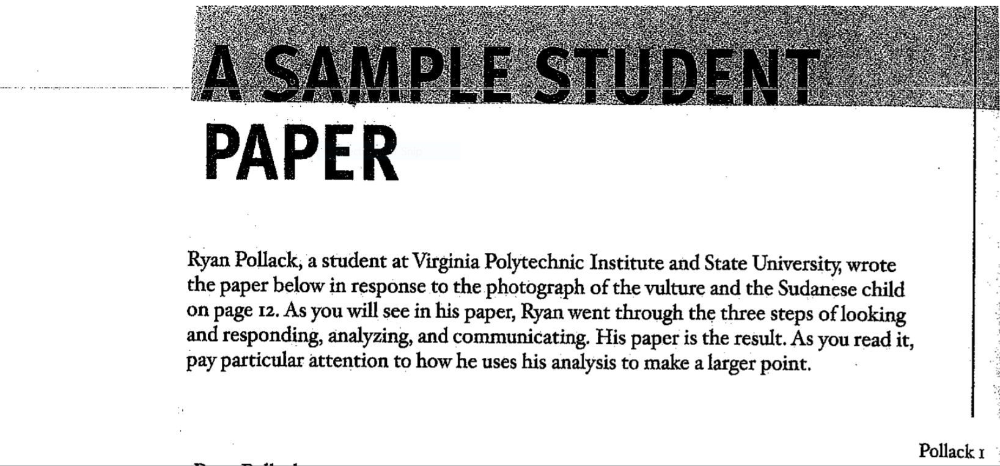 A SAMPLE STUDENT
PAPER
Ryan Pollack, a student at Virginia Polytechnic Institute and State University, wrote
the paper below in response to the photograph of the vulture and the Sudanese child
on page 12. As you will see in his paper, Ryan went through the three steps of looking
and responding, analyzing, and communicating. His paper is the result. As you read it,
pay particular attention to how he uses his analysis to make a larger point.
Pollack 1